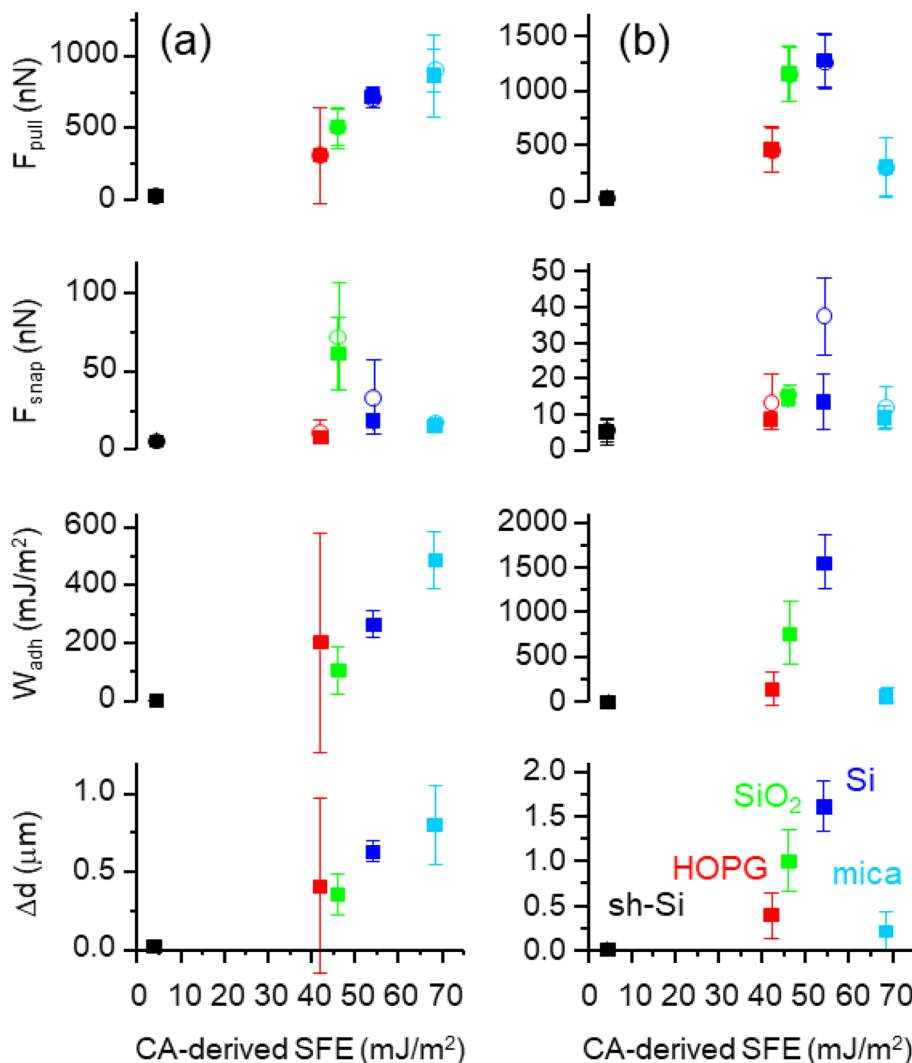 (a)
F_pull (nN)
1000
500
0
(b)
1500
1000
500
0
F_snap (nN)
100
50
0
50
40
30
20
10
0
W_adh (mJ/m²)
600
400
200
0
2000
1500
1000
500
0
Δd (μm)
1.0
0.5
0.0
2.0
1.5
1.0
0.5
0.0
Si
SiO₂
HOPG
mica
sh-Si
0 10 20 30 40 50 60 70
0 10 20 30 40 50 60 70
CA-derived SFE (mJ/m²)
CA-derived SFE (mJ/m²)